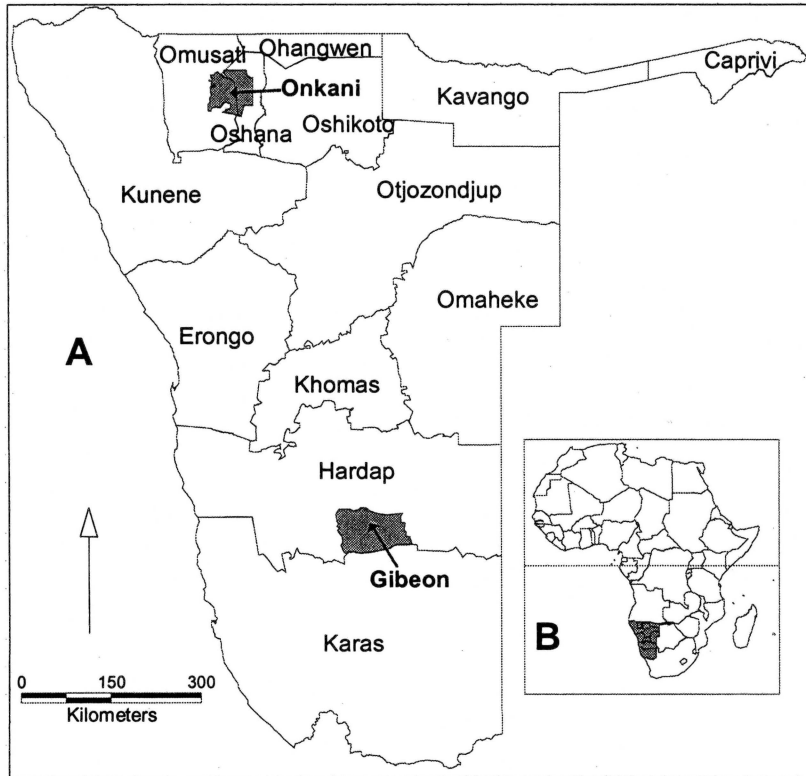 Omusati
Ohangwen
Caprivi
Onkani
Kavango
Oshana
Oshikoto
Kunene
Otjozondjup
Omaheke
Erongo
A
Khomas
Hardap
Gibeon
B
Karas
0 150 300
Kilometers